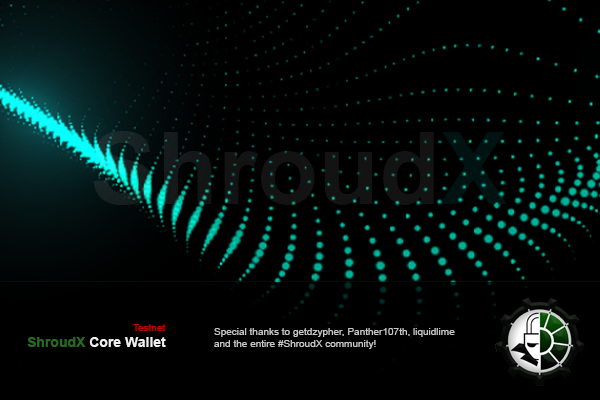 ShroudX
Testnet
ShroudX Core Wallet
Special thanks to getdzypher, Panther107th, liquidlime
and the entire #ShroudX community!